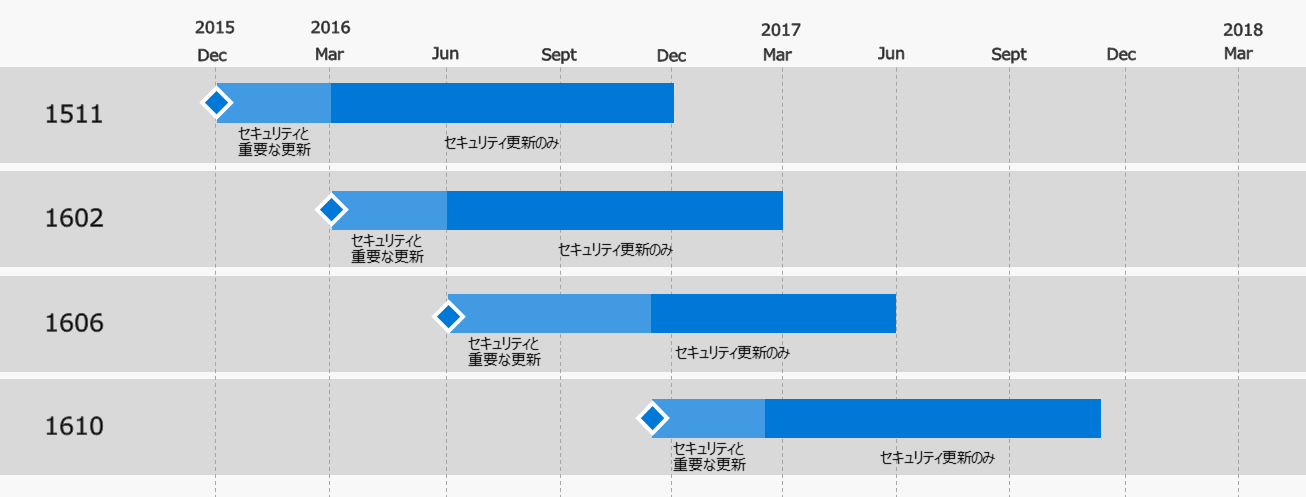 2015 2016 2017 2018
Dec Mar Jun Sept Dec Mar Jun Sept Dec Mar
1511
セキュリティと
重要な更新
セキュリティ更新のみ
1602
セキュリティと
重要な更新
セキュリティ更新のみ
1606
セキュリティと
重要な更新
セキュリティ更新のみ
1610
セキュリティと
重要な更新
セキュリティ更新のみ